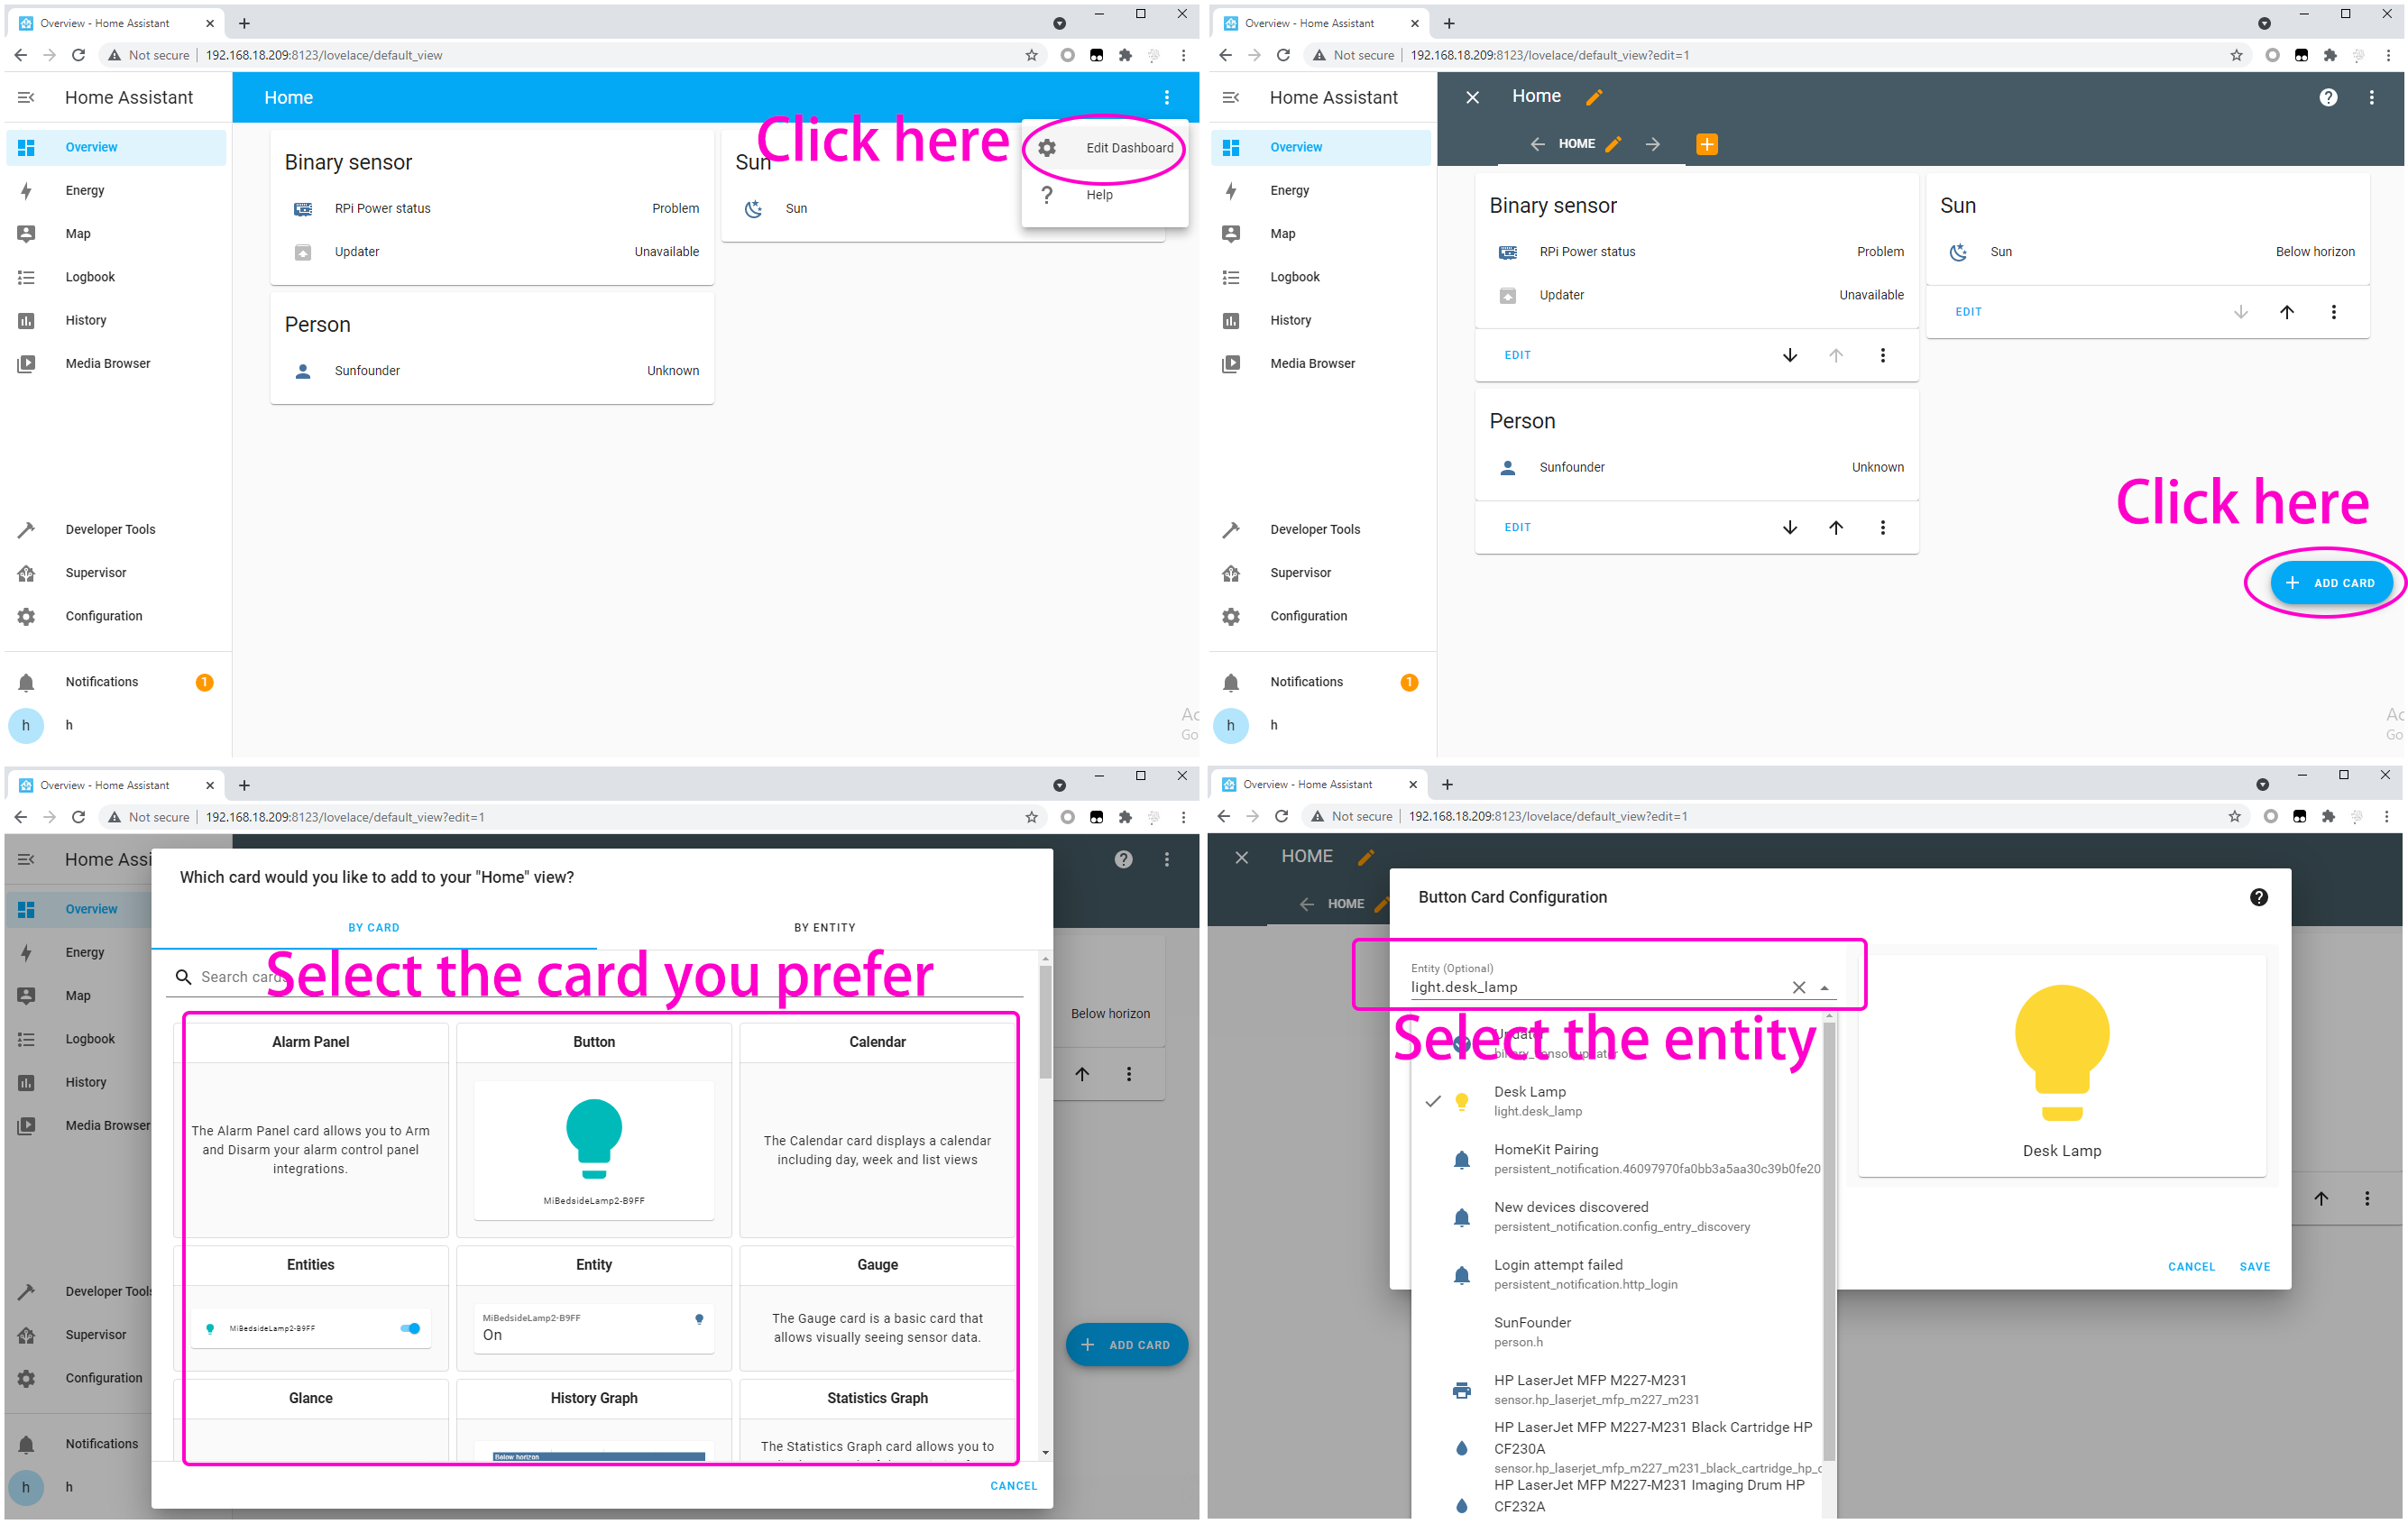 Overview - Home Assistant
Not secure 192.168.18.209:8123/lovelace/default_view
Home Assistant
Home
Click here
Edit Dashboard
Help
Overview
Energy
Map
Logbook
History
Media Browser
Binary sensor
RPi Power status Problem
Updater Unavailable
Sun
Sun
Person
Sunfounder Unknown
Developer Tools
Supervisor
Configuration
Notifications 1
h h
Ac
Go
Overview - Home Assistant
Not secure 192.168.18.209:8123/lovelace/default_view?edit=1
Home Assistant
Home
HOME
Overview
Energy
Map
Logbook
History
Media Browser
Binary sensor
RPi Power status Problem
Updater Unavailable
EDIT
Sun
Sun Below horizon
EDIT
Person
Sunfounder Unknown
EDIT
Click here
ADD CARD
Developer Tools
Supervisor
Configuration
Notifications 1
h h
Ac
Go
Overview - Home Assistant
Not secure 192.168.18.209:8123/lovelace/default_view?edit=1
Home Assi
Overview
Energy
Map
Logbook
History
Media Browser
Developer Tools
Supervisor
Configuration
Notifications
h h
Which card would you like to add to your "Home" view?
BY CARD BY ENTITY
Search cards
Select the card you prefer
Alarm Panel
The Alarm Panel card allows you to Arm
and Disarm your alarm control panel
integrations.
Button
MiBedsideLamp2-B9FF
Calendar
The Calendar card displays a calendar
including day, week and list views
Entities
MiBedsideLamp2-B9FF
Entity
MiBedsideLamp2-B9FF
On
Gauge
The Gauge card is a basic card that
allows visually seeing sensor data.
Glance
History Graph
Below horizon
Statistics Graph
The Statistics Graph card allows you to
CANCEL
Below horizon
ADD CARD
Overview - Home Assistant
Not secure 192.168.18.209:8123/lovelace/default_view?edit=1
HOME
HOME
Button Card Configuration
Entity (Optional)
light.desk_lamp
Select the entity
Updater
binary_sensor.updater
Desk Lamp
light.desk_lamp
HomeKit Pairing
persistent_notification.46097970fa0bb3a5aa30c39b0fe20
New devices discovered
persistent_notification.config_entry_discovery
Login attempt failed
persistent_notification.http_login
SunFounder
person.h
HP LaserJet MFP M227-M231
sensor.hp_laserjet_mfp_m227_m231
HP LaserJet MFP M227-M231 Black Cartridge HP
CF230A
sensor.hp_laserjet_mfp_m227_m231_black_cartridge_hp_c
HP LaserJet MFP M227-M231 Imaging Drum HP
CF232A
Desk Lamp
CANCEL SAVE